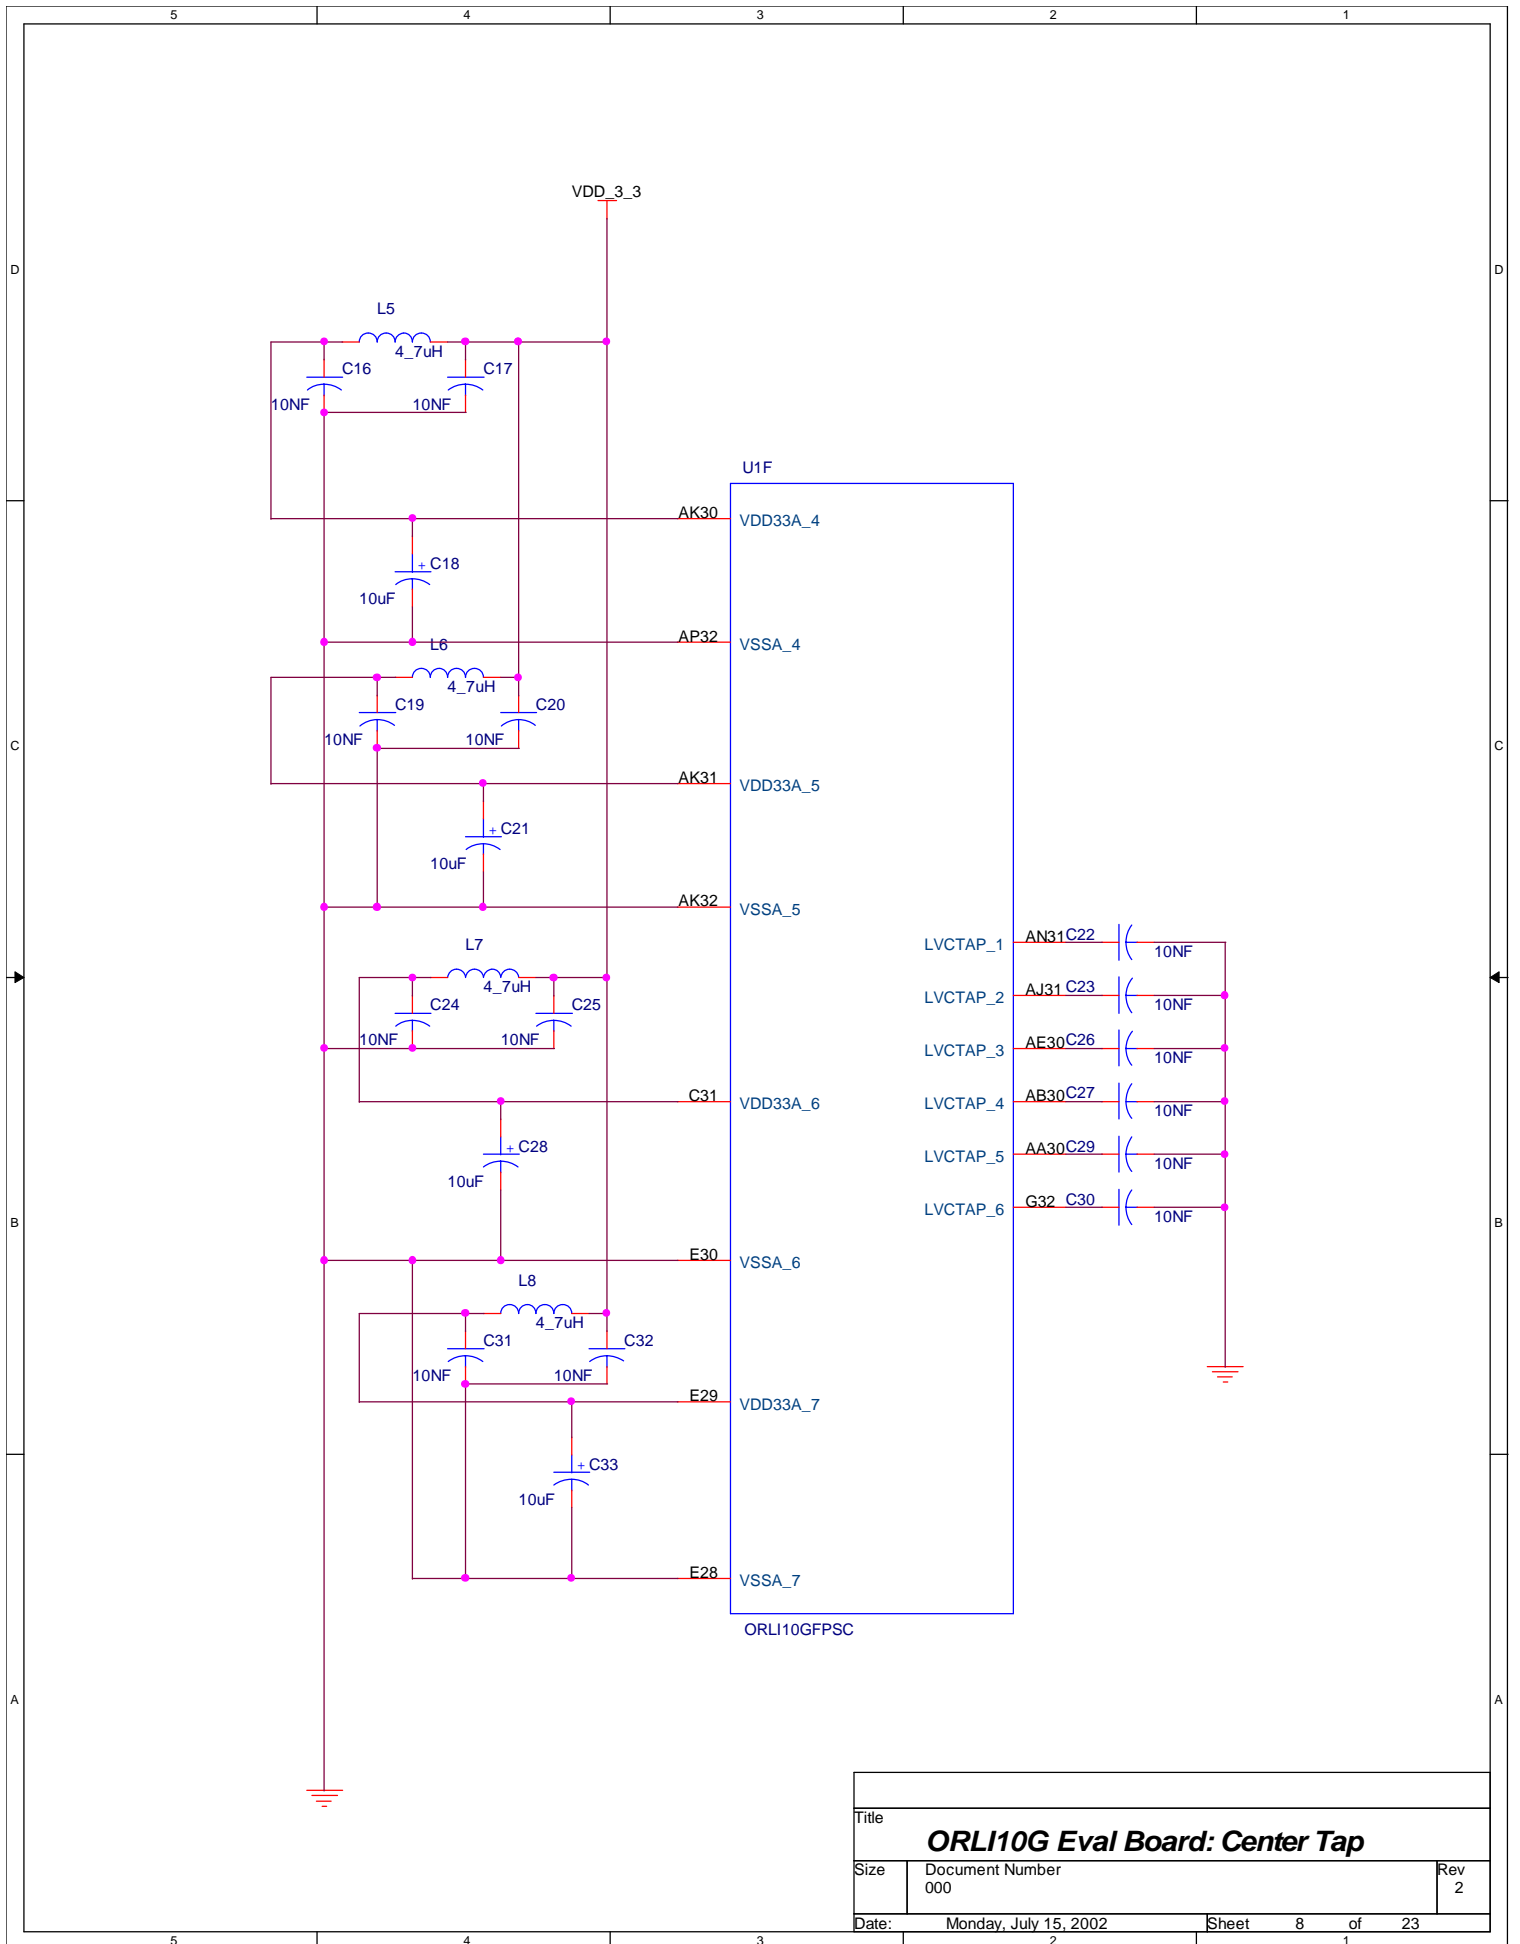 5 4 3 2 1
VDD_3_3
D D
L5
4_7uH
C16 C17
10NF 10NF
U1F
AK30 VDD33A_4
+ C18
10uF
AP32 VSSA_4
L6
4_7uH
C19 C20
10NF 10NF
C C
AK31 VDD33A_5
+ C21
10uF
AK32 VSSA_5
L7
4_7uH
LVCTAP_1 AN31 C22
10NF
C24 C25
10NF 10NF
LVCTAP_2 AJ31 C23
10NF
LVCTAP_3 AE30 C26
10NF
C31 VDD33A_6
LVCTAP_4 AB30 C27
10NF
+ C28
10uF
LVCTAP_5 AA30 C29
10NF
LVCTAP_6 G32 C30
10NF
B B
E30 VSSA_6
L8
4_7uH
C31 C32
10NF 10NF
E29 VDD33A_7
+ C33
10uF
E28 VSSA_7
ORLI10GFPSC
A A
Title
ORLI10G Eval Board: Center Tap
Size Document Number Rev
000 2
Date: Monday, July 15, 2002 Sheet 8 of 23
5 4 3 2 1